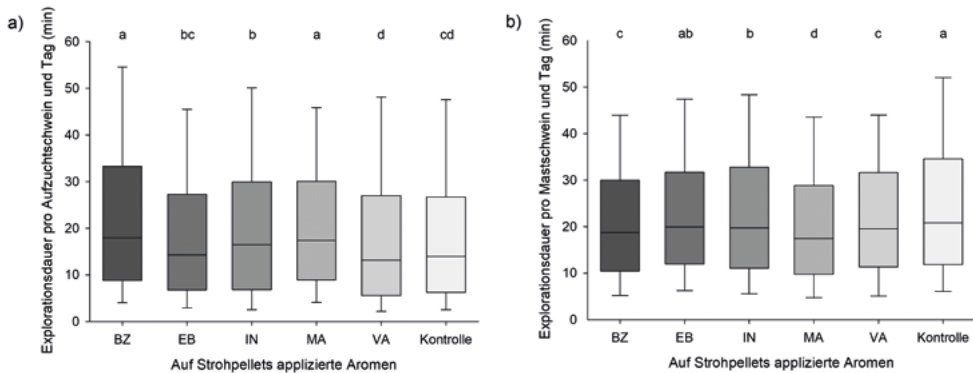 a)
Explorationsdauer pro Aufzuchtschwein und Tag (min)
60
50
40
30
20
10
0
a bc b a d cd
BZ EB IN MA VA Kontrolle
Auf Strohpellets applizierte Aromen
b)
Explorationsdauer pro Mastschwein und Tag (min)
60
50
40
30
20
10
0
c ab b d c a
BZ EB IN MA VA Kontrolle
Auf Strohpellets applizierte Aromen